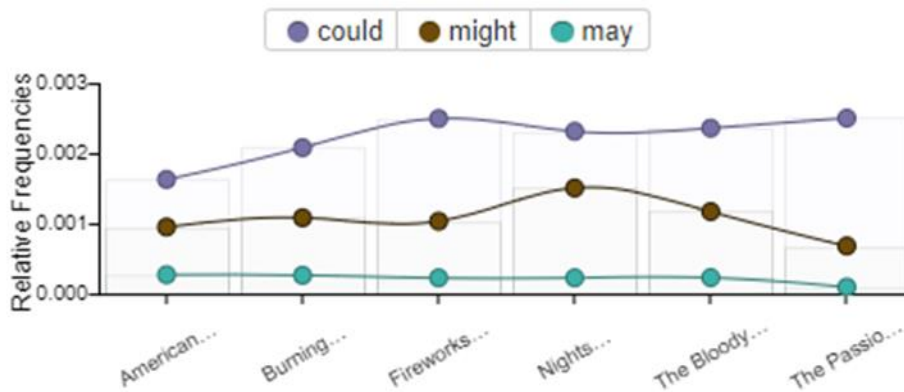 could might may
Relative Frequencies
0.003
0.002
0.001
0.000
American...
Burning...
Fireworks...
Nights...
The Bloody...
The Passio...